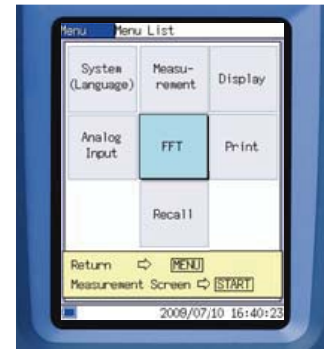 Menu Menu List
System Measu- Display
(Language) rement
Analog FFT Print
Input
Recall
Return ⇨ MENU
Measurement Screen ⇨ START
2009/07/10 16:40:23